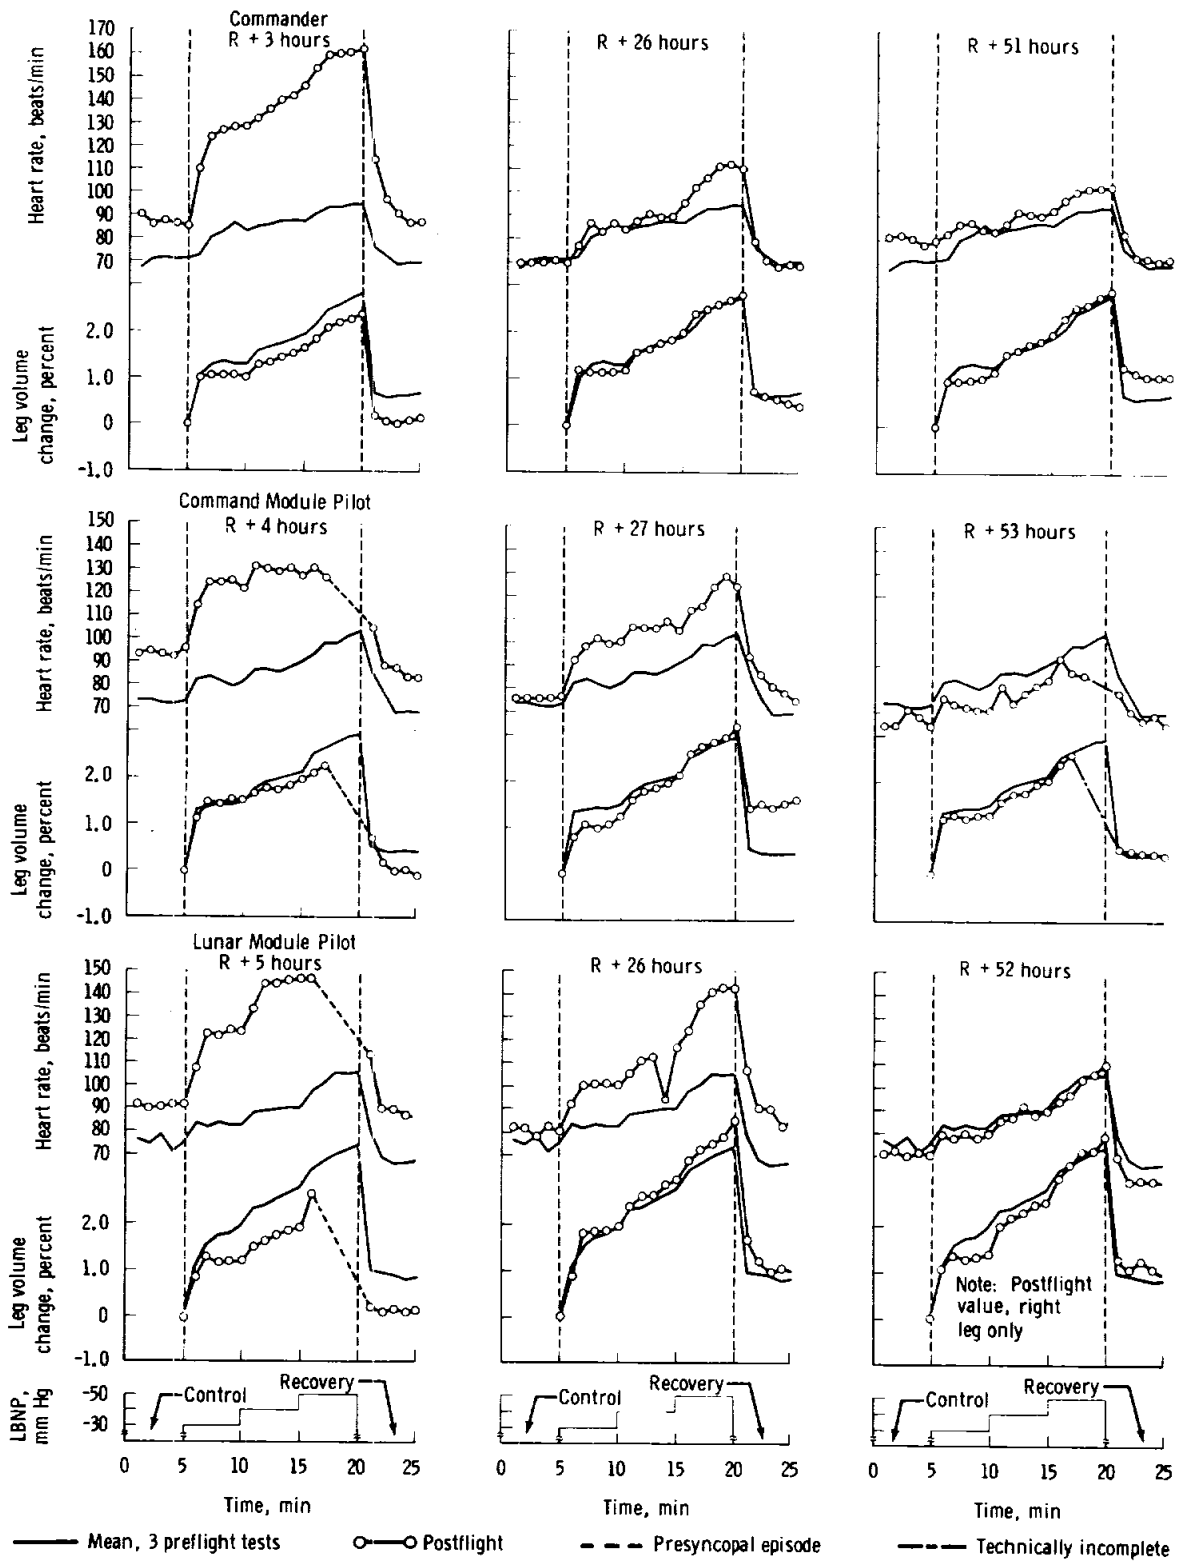 Commander
R + 3 hours
R + 26 hours
R + 51 hours
170
160
150
140
130
120
110
100
90
80
70
Heart rate, beats/min
2.0
1.0
0
-1.0
Leg volume
change, percent
Command Module Pilot
R + 4 hours
R + 27 hours
R + 53 hours
150
140
130
120
110
100
90
80
70
Heart rate, beats/min
2.0
1.0
0
-1.0
Leg volume
change, percent
Lunar Module Pilot
R + 5 hours
R + 26 hours
R + 52 hours
150
140
130
120
110
100
90
80
70
Heart rate, beats/min
2.0
1.0
0
-1.0
Leg volume
change, percent
Note: Postflight
value, right
leg only
LBNP,
mm Hg
-50
-30
Control
Recovery
Control
Recovery
Control
Recovery
0 5 10 15 20 25
0 5 10 15 20 25
0 5 10 15 20 25
Time, min
Time, min
Time, min
Mean, 3 preflight tests
Postflight
Presyncopal episode
Technically incomplete